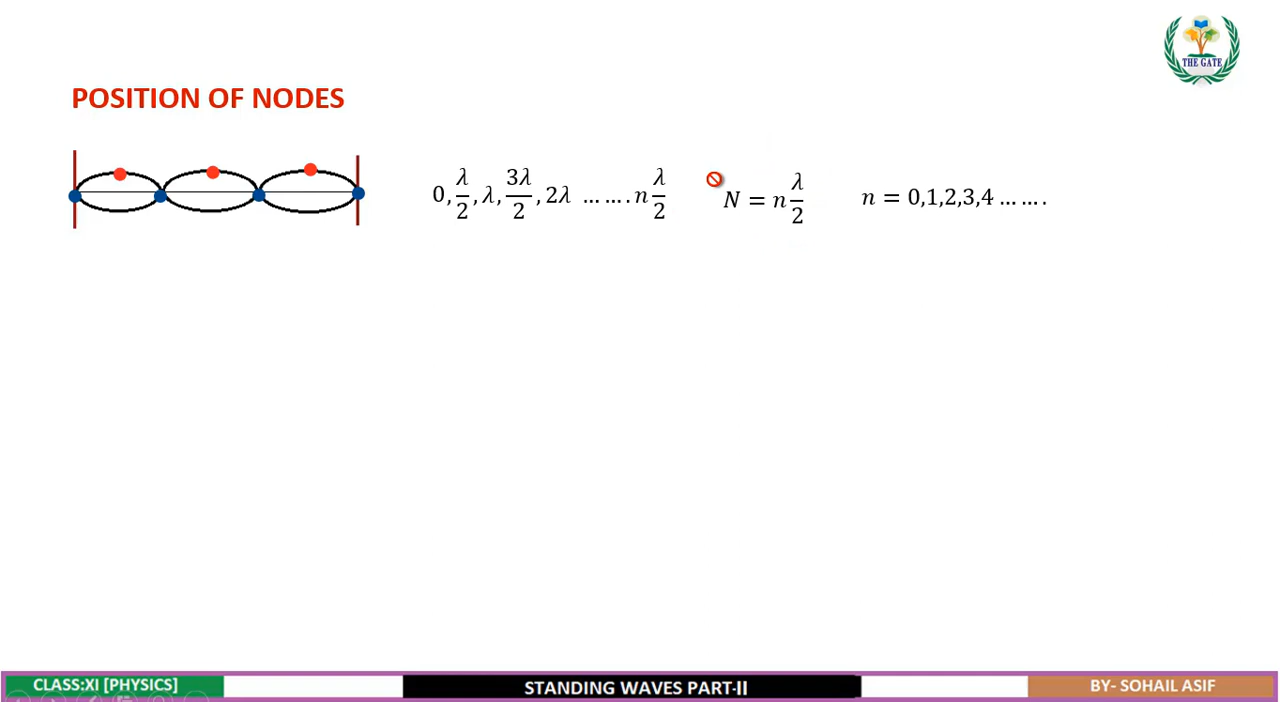 THE GATE
POSITION OF NODES
0, λ/2, λ, 3λ/2, 2λ ... ... . n λ/2
N = n λ/2
n = 0,1,2,3,4 ... ... .
CLASS:XI [PHYSICS]
STANDING WAVES PART-II
BY- SOHAIL ASIF